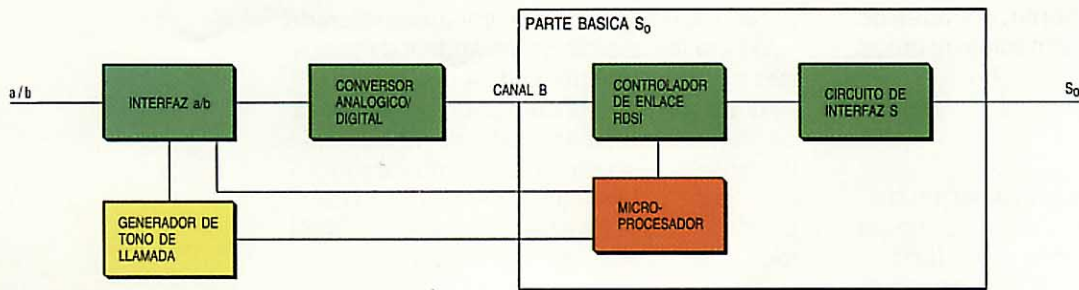 PARTE BASICA S₀
a/b
INTERFAZ a/b
CONVERSOR
ANALOGICO/
DIGITAL
CANAL B
CONTROLADOR
DE ENLACE
RDSI
CIRCUITO DE
INTERFAZ S
S₀
GENERADOR DE
TONO DE
LLAMADA
MICRO-
PROCESADOR